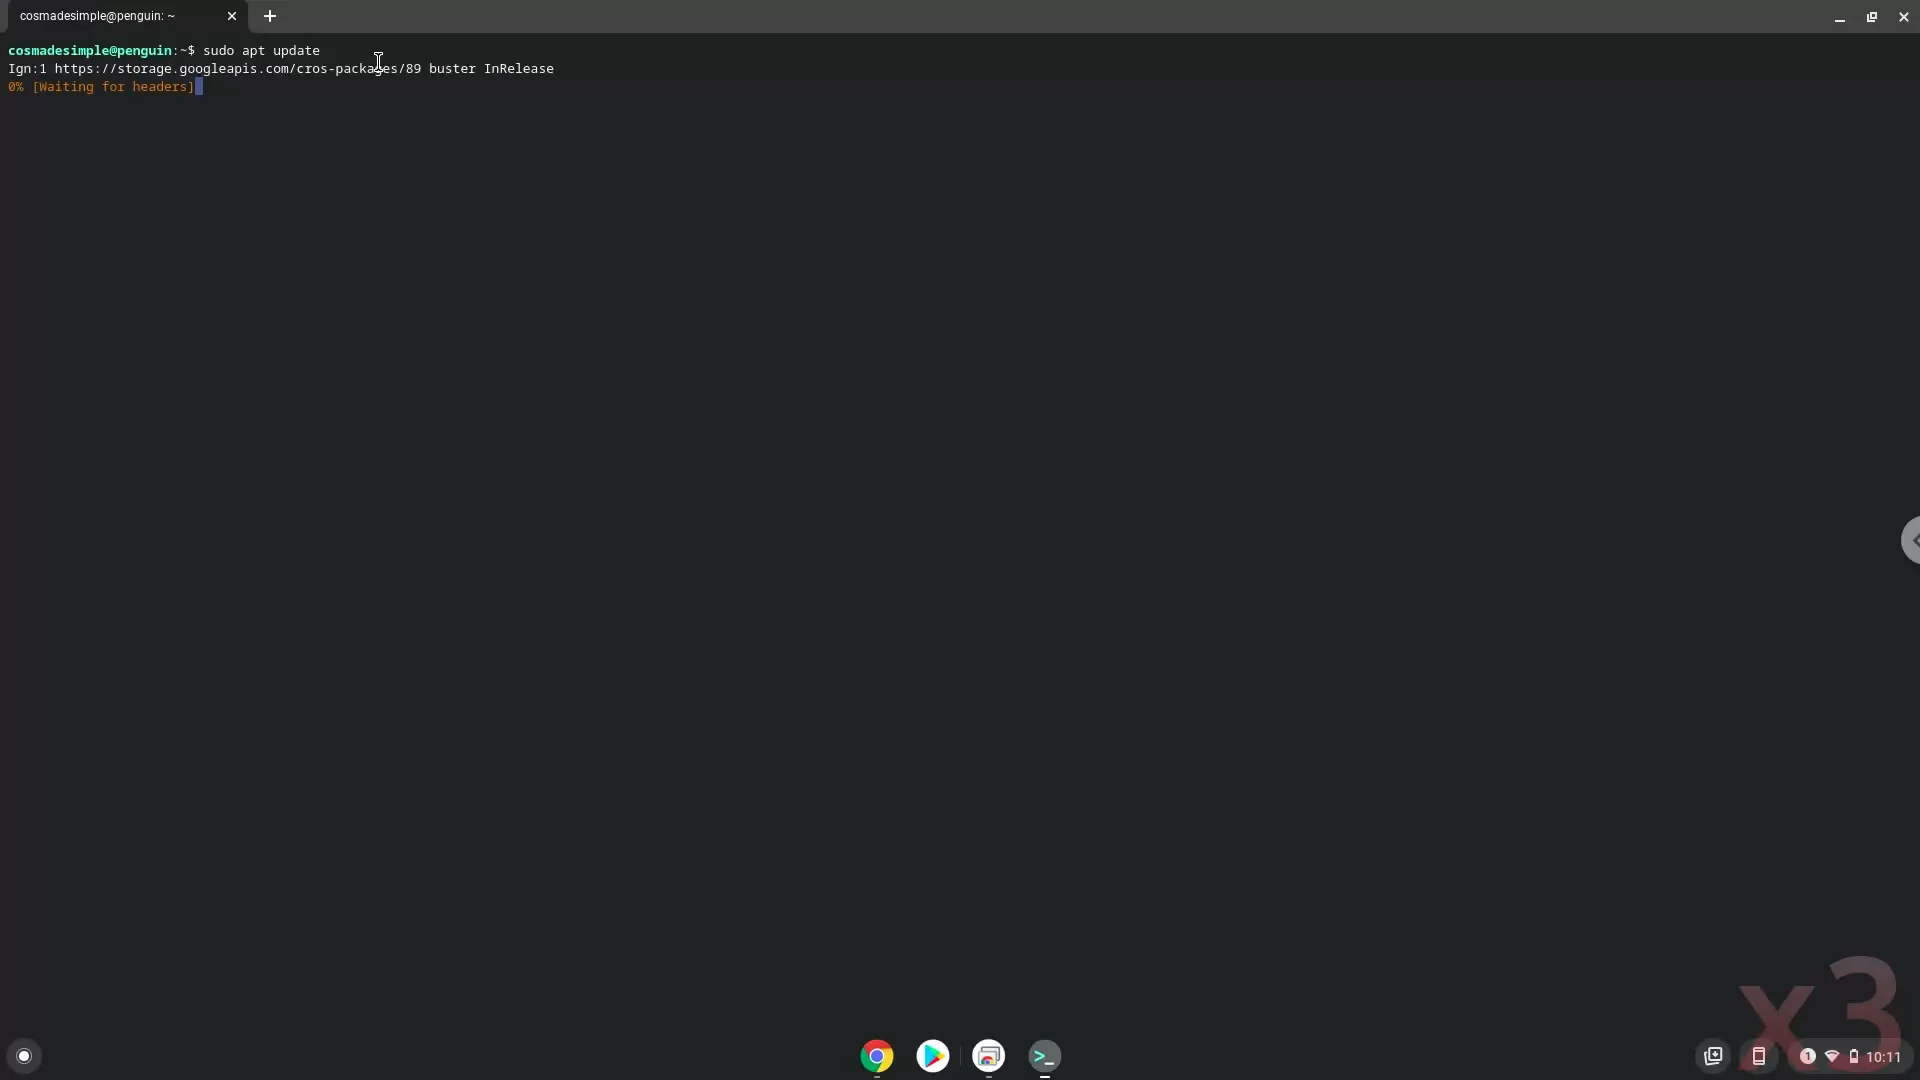 cosmadesimple@penguin: ~
cosmadesimple@penguin:~$ sudo apt update
Ign:1 https://storage.googleapis.com/cros-packages/89 buster InRelease
0% [Waiting for headers]
x3
1 10:11